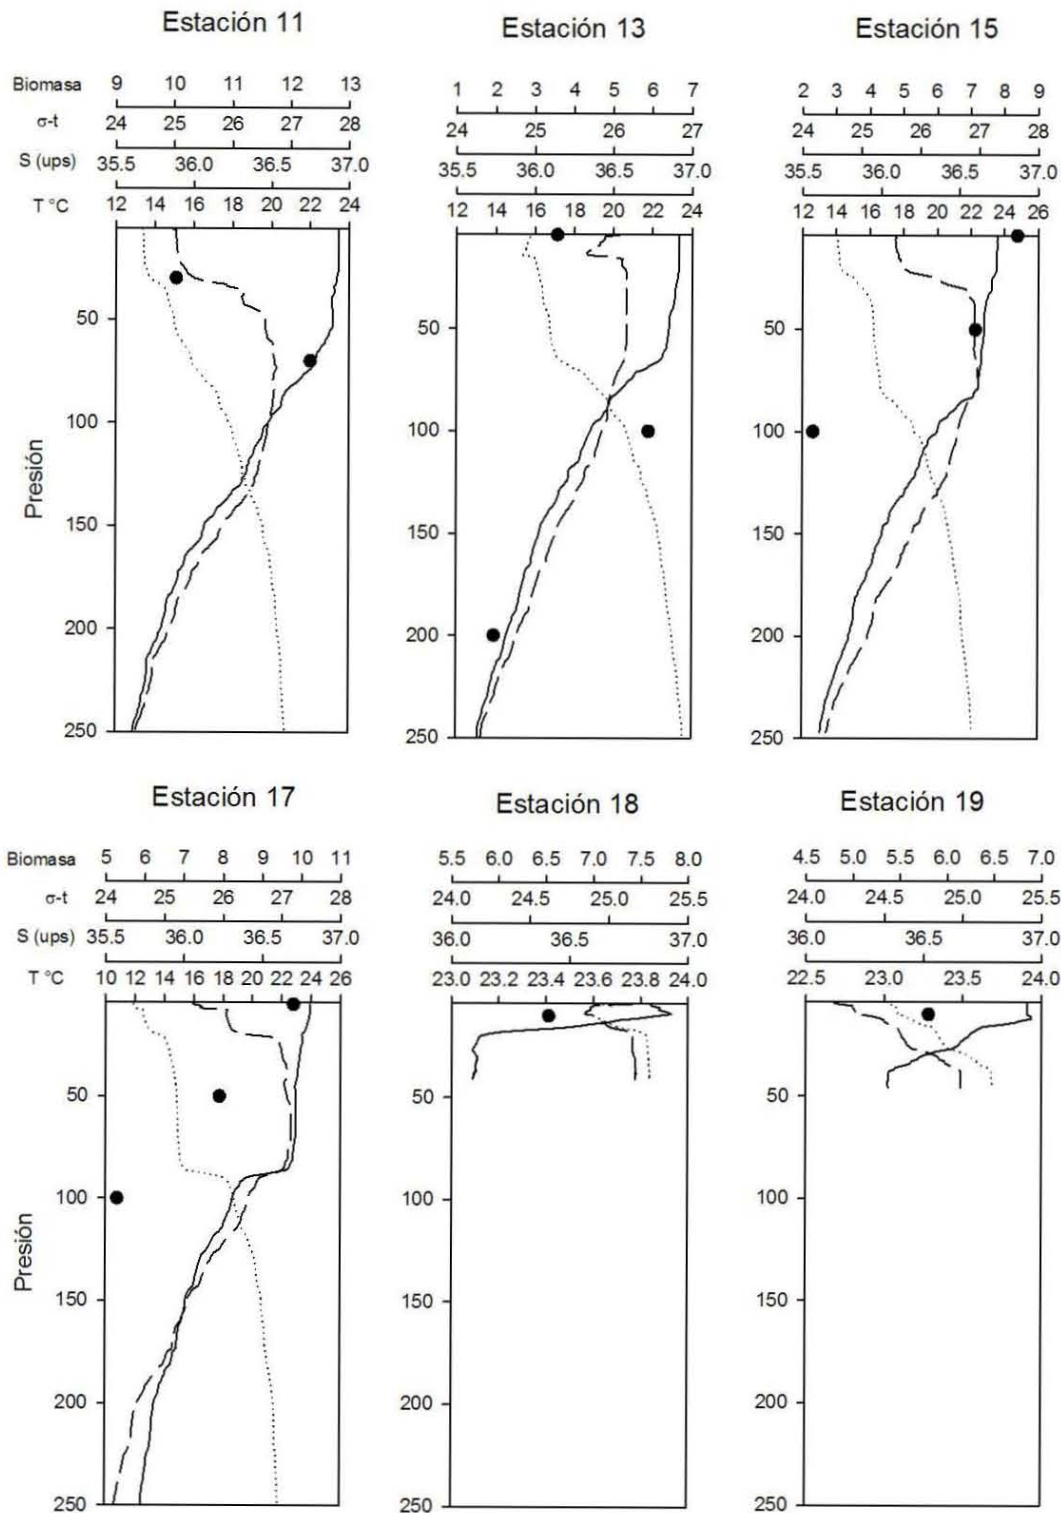 Estación 11
Estación 13
Estación 15
Biomasa 9 10 11 12 13
σ-t 24 25 26 27 28
S (ups) 35.5 36.0 36.5 37.0
T °C 12 14 16 18 20 22 24
1 2 3 4 5 6 7
24 25 26 27
35.5 36.0 36.5 37.0
12 14 16 18 20 22 24
2 3 4 5 6 7 8 9
24 25 26 27 28
35.5 36.0 36.5 37.0
12 14 16 18 20 22 24 26
Presión
50
100
150
200
250
50
100
150
200
250
50
100
150
200
250
Estación 17
Estación 18
Estación 19
Biomasa 5 6 7 8 9 10 11
σ-t 24 25 26 27 28
S (ups) 35.5 36.0 36.5 37.0
T °C 10 12 14 16 18 20 22 24 26
5.5 6.0 6.5 7.0 7.5 8.0
24.0 24.5 25.0 25.5
36.0 36.5 37.0
23.0 23.2 23.4 23.6 23.8 24.0
4.5 5.0 5.5 6.0 6.5 7.0
24.0 24.5 25.0 25.5
36.0 36.5 37.0
22.5 23.0 23.5 24.0
Presión
50
100
150
200
250
50
100
150
200
250
50
100
150
200
250